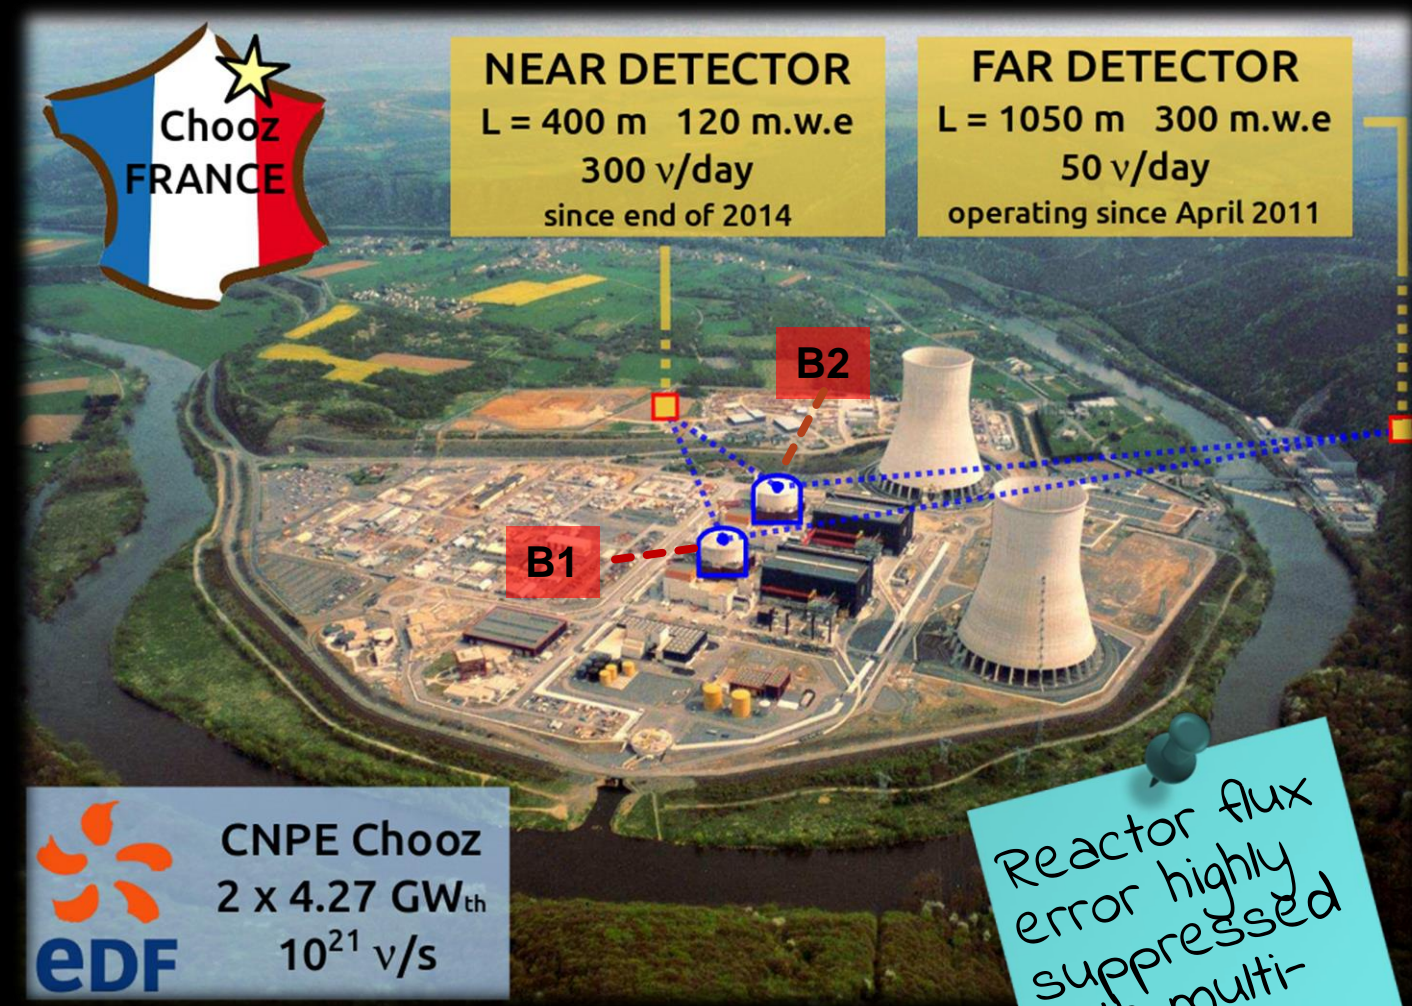 Chooz
FRANCE
NEAR DETECTOR
L = 400 m 120 m.w.e
300 ν/day
since end of 2014
FAR DETECTOR
L = 1050 m 300 m.w.e
50 ν/day
operating since April 2011
B2
B1
eDF
CNPE Chooz
2 x 4.27 GWth
10²¹ ν/s
Reactor flux
error highly
suppressed
multi-